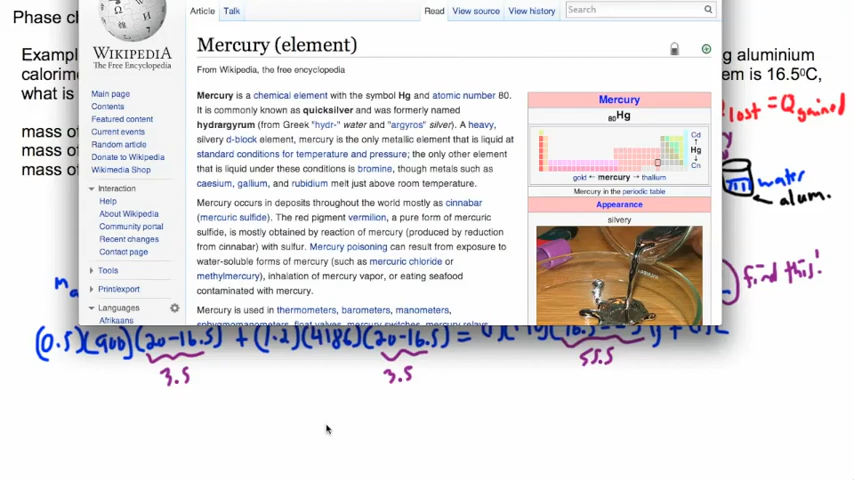 Phase ch
Exampl
calorim
what is
mass of
mass of
mass of
g aluminium
em is 16.5⁰C,
lost = Qgained
water
alum.
find this!
WIKIPEDIA
The Free Encyclopedia
Main page
Contents
Featured content
Current events
Random article
Donate to Wikipedia
Wikimedia Shop
Interaction
Help
About Wikipedia
Community portal
Recent changes
Contact page
Tools
Print/export
Languages
Afrikaans
Article Talk Read View source View history Search
Mercury (element)
From Wikipedia, the free encyclopedia
Mercury is a chemical element with the symbol Hg and atomic number 80.
It is commonly known as quicksilver and was formerly named
hydrargyrum (from Greek "hydr-" water and "argyros" silver). A heavy,
silvery d-block element, mercury is the only metallic element that is liquid at
standard conditions for temperature and pressure; the only other element
that is liquid under these conditions is bromine, though metals such as
caesium, gallium, and rubidium melt just above room temperature.
Mercury occurs in deposits throughout the world mostly as cinnabar
(mercuric sulfide). The red pigment vermilion, a pure form of mercuric
sulfide, is mostly obtained by reaction of mercury (produced by reduction
from cinnabar) with sulfur. Mercury poisoning can result from exposure to
water-soluble forms of mercury (such as mercuric chloride or
methylmercury), inhalation of mercury vapor, or eating seafood
contaminated with mercury.
Mercury is used in thermometers, barometers, manometers,
sphygmomanometers, float valves, mercury switches, mercury relays,
Mercury
80Hg
Cd
↑
Hg
↓
Cn
gold ← mercury → thallium
Mercury in the periodic table
Appearance
silvery
(0.5)(900)(20-16.5) + (1.2)(4186)(20-16.5) =
3.5 3.5 55.5